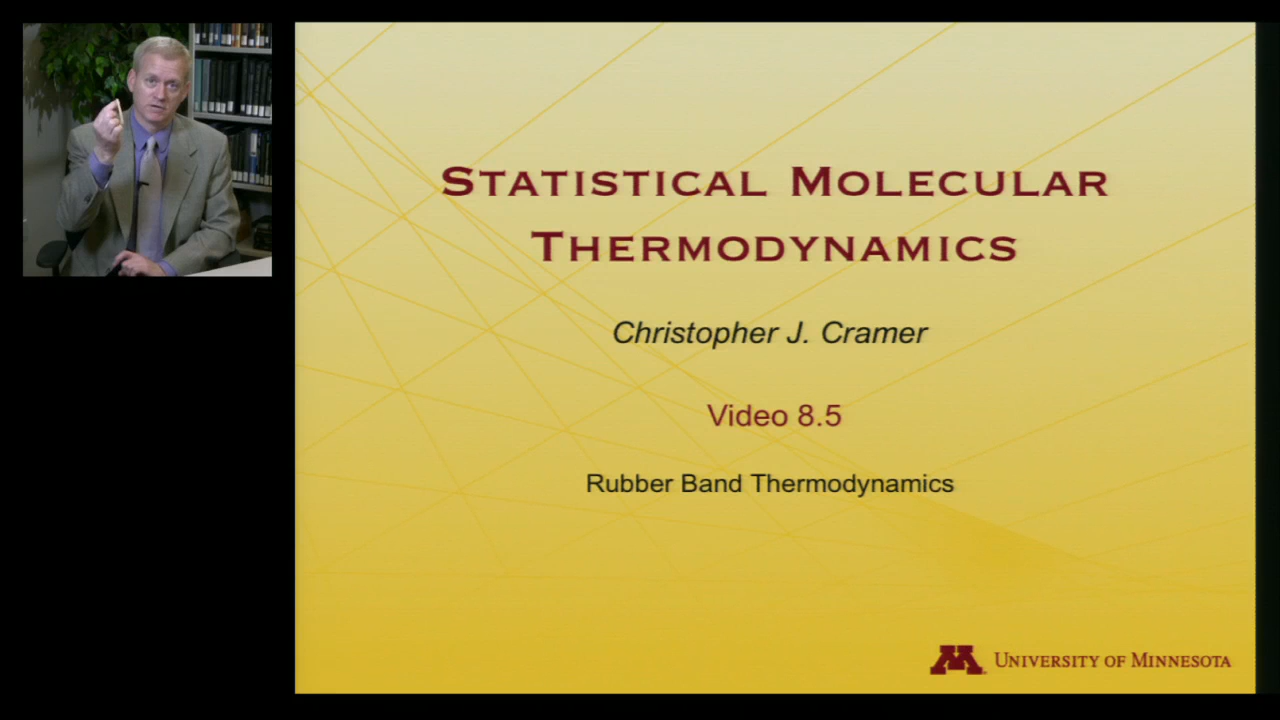 Statistical Molecular
Thermodynamics
Christopher J. Cramer
Video 8.5
Rubber Band Thermodynamics
M University of Minnesota